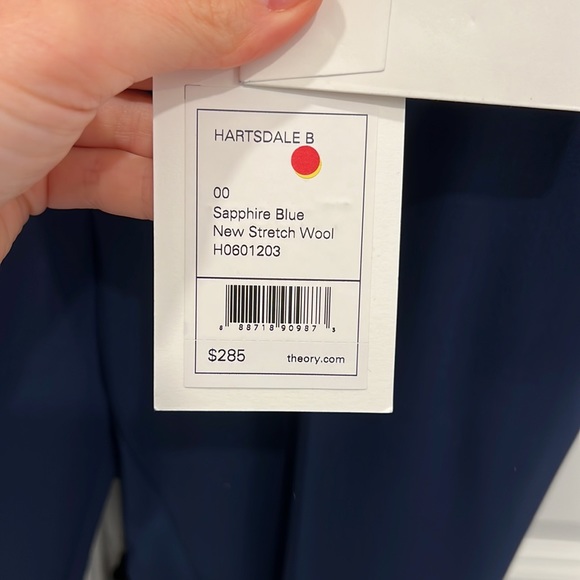 HARTSDALE B
00
Sapphire Blue
New Stretch Wool
H0601203
8 88718 90987 3
$285 theory.com